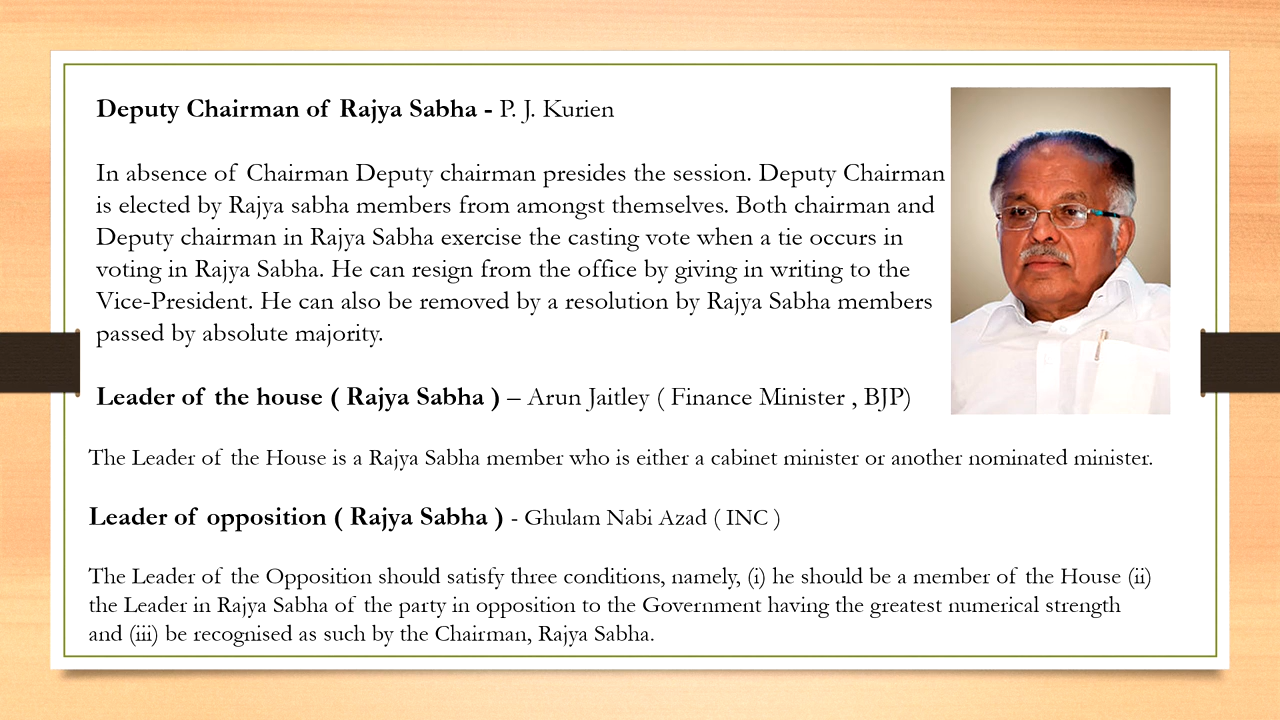 Deputy Chairman of Rajya Sabha - P. J. Kurien
In absence of Chairman Deputy chairman presides the session. Deputy Chairman
is elected by Rajya sabha members from amongst themselves. Both chairman and
Deputy chairman in Rajya Sabha exercise the casting vote when a tie occurs in
voting in Rajya Sabha. He can resign from the office by giving in writing to the
Vice-President. He can also be removed by a resolution by Rajya Sabha members
passed by absolute majority.
Leader of the house ( Rajya Sabha ) – Arun Jaitley ( Finance Minister , BJP)
The Leader of the House is a Rajya Sabha member who is either a cabinet minister or another nominated minister.
Leader of opposition ( Rajya Sabha ) - Ghulam Nabi Azad ( INC )
The Leader of the Opposition should satisfy three conditions, namely, (i) he should be a member of the House (ii)
the Leader in Rajya Sabha of the party in opposition to the Government having the greatest numerical strength
and (iii) be recognised as such by the Chairman, Rajya Sabha.